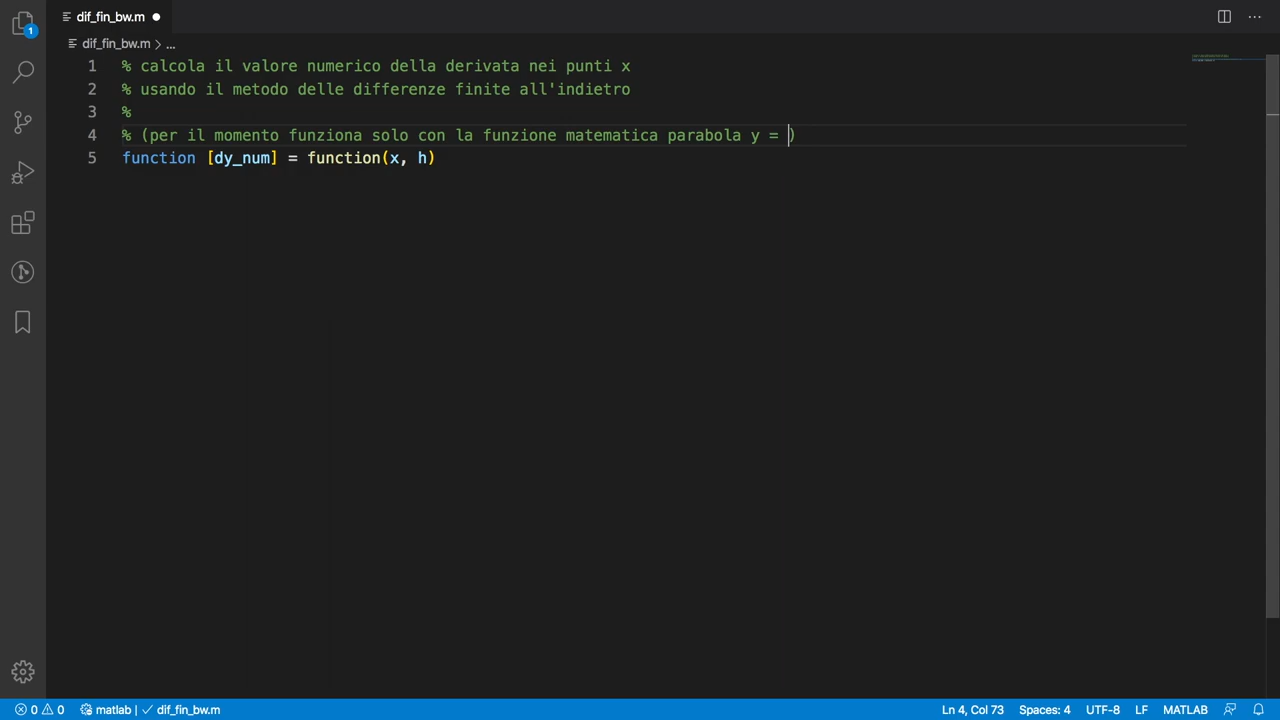 dif_fin_bw.m
dif_fin_bw.m > ...
1
1 % calcola il valore numerico della derivata nei punti x
2 % usando il metodo delle differenze finite all'indietro
3 %
4 % (per il momento funziona solo con la funzione matematica parabola y = )
5 function [dy_num] = function(x, h)
0 0 matlab | ✓ dif_fin_bw.m Ln 4, Col 73 Spaces: 4 UTF-8 LF MATLAB